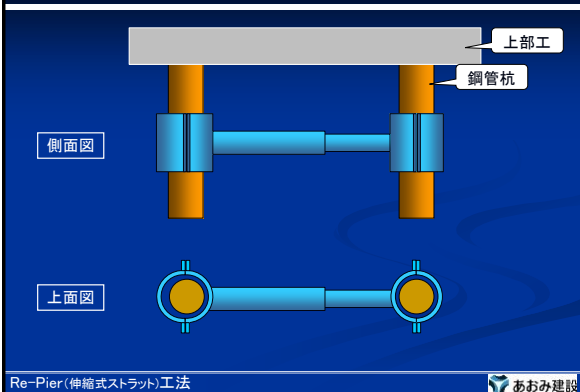 上部工
鋼管杭
側面図
上面図
Re-Pier(伸縮式ストラット)工法
あおみ建設